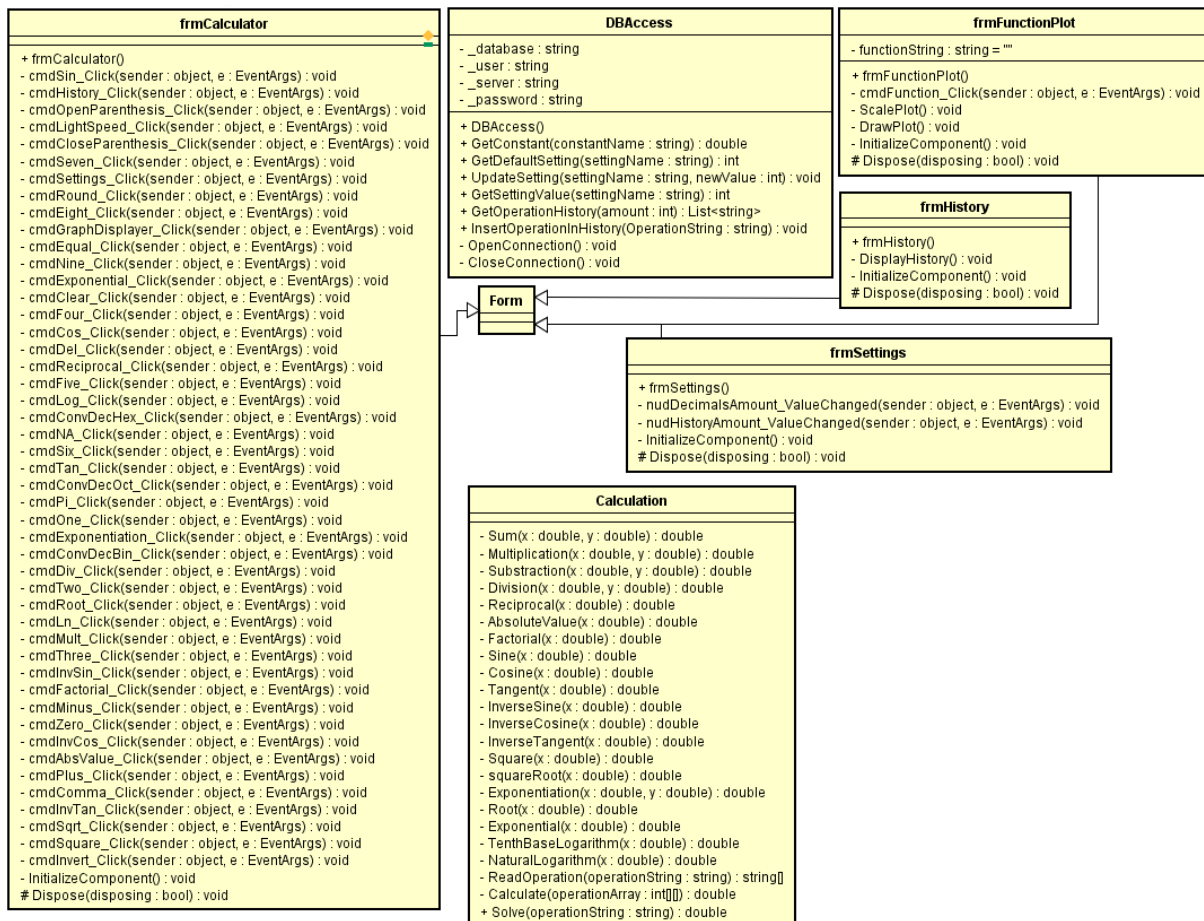 frmCalculator
+ frmCalculator()
- cmdSin_Click(sender : object, e : EventArgs) : void
- cmdHistory_Click(sender : object, e : EventArgs) : void
- cmdOpenParenthesis_Click(sender : object, e : EventArgs) : void
- cmdLightSpeed_Click(sender : object, e : EventArgs) : void
- cmdCloseParenthesis_Click(sender : object, e : EventArgs) : void
- cmdSeven_Click(sender : object, e : EventArgs) : void
- cmdSettings_Click(sender : object, e : EventArgs) : void
- cmdRound_Click(sender : object, e : EventArgs) : void
- cmdEight_Click(sender : object, e : EventArgs) : void
- cmdGraphDisplayer_Click(sender : object, e : EventArgs) : void
- cmdEqual_Click(sender : object, e : EventArgs) : void
- cmdNine_Click(sender : object, e : EventArgs) : void
- cmdExponential_Click(sender : object, e : EventArgs) : void
- cmdClear_Click(sender : object, e : EventArgs) : void
- cmdFour_Click(sender : object, e : EventArgs) : void
- cmdCos_Click(sender : object, e : EventArgs) : void
- cmdDel_Click(sender : object, e : EventArgs) : void
- cmdReciprocal_Click(sender : object, e : EventArgs) : void
- cmdFive_Click(sender : object, e : EventArgs) : void
- cmdLog_Click(sender : object, e : EventArgs) : void
- cmdConvDecHex_Click(sender : object, e : EventArgs) : void
- cmdNA_Click(sender : object, e : EventArgs) : void
- cmdSix_Click(sender : object, e : EventArgs) : void
- cmdTan_Click(sender : object, e : EventArgs) : void
- cmdConvDecOct_Click(sender : object, e : EventArgs) : void
- cmdPi_Click(sender : object, e : EventArgs) : void
- cmdOne_Click(sender : object, e : EventArgs) : void
- cmdExponentiation_Click(sender : object, e : EventArgs) : void
- cmdConvDecBin_Click(sender : object, e : EventArgs) : void
- cmdDiv_Click(sender : object, e : EventArgs) : void
- cmdTwo_Click(sender : object, e : EventArgs) : void
- cmdRoot_Click(sender : object, e : EventArgs) : void
- cmdLn_Click(sender : object, e : EventArgs) : void
- cmdMult_Click(sender : object, e : EventArgs) : void
- cmdThree_Click(sender : object, e : EventArgs) : void
- cmdInvSin_Click(sender : object, e : EventArgs) : void
- cmdFactorial_Click(sender : object, e : EventArgs) : void
- cmdMinus_Click(sender : object, e : EventArgs) : void
- cmdZero_Click(sender : object, e : EventArgs) : void
- cmdInvCos_Click(sender : object, e : EventArgs) : void
- cmdAbsValue_Click(sender : object, e : EventArgs) : void
- cmdPlus_Click(sender : object, e : EventArgs) : void
- cmdComma_Click(sender : object, e : EventArgs) : void
- cmdInvTan_Click(sender : object, e : EventArgs) : void
- cmdSqrt_Click(sender : object, e : EventArgs) : void
- cmdSquare_Click(sender : object, e : EventArgs) : void
- cmdInvert_Click(sender : object, e : EventArgs) : void
- InitializeComponent() : void
# Dispose(disposing : bool) : void
DBAccess
- _database : string
- _user : string
- _server : string
- _password : string
+ DBAccess()
+ GetConstant(constantName : string) : double
+ GetDefaultSetting(settingName : string) : int
+ UpdateSetting(settingName : string, newValue : int) : void
+ GetSettingValue(settingName : string) : int
+ GetOperationHistory(amount : int) : List<string>
+ InsertOperationInHistory(OperationString : string) : void
- OpenConnection() : void
- CloseConnection() : void
frmFunctionPlot
- functionString : string = ""
+ frmFunctionPlot()
- cmdFunction_Click(sender : object, e : EventArgs) : void
- ScalePlot() : void
- DrawPlot() : void
- InitializeComponent() : void
# Dispose(disposing : bool) : void
frmHistory
+ frmHistory()
- DisplayHistory() : void
- InitializeComponent() : void
# Dispose(disposing : bool) : void
Form
frmSettings
+ frmSettings()
- nudDecimalsAmount_ValueChanged(sender : object, e : EventArgs) : void
- nudHistoryAmount_ValueChanged(sender : object, e : EventArgs) : void
- InitializeComponent() : void
# Dispose(disposing : bool) : void
Calculation
- Sum(x : double, y : double) : double
- Multiplication(x : double, y : double) : double
- Substraction(x : double, y : double) : double
- Division(x : double, y : double) : double
- Reciprocal(x : double) : double
- AbsoluteValue(x : double) : double
- Factorial(x : double) : double
- Sine(x : double) : double
- Cosine(x : double) : double
- Tangent(x : double) : double
- InverseSine(x : double) : double
- InverseCosine(x : double) : double
- InverseTangent(x : double) : double
- Square(x : double) : double
- squareRoot(x : double) : double
- Exponentiation(x : double, y : double) : double
- Root(x : double) : double
- Exponential(x : double) : double
- TenthBaseLogarithm(x : double) : double
- NaturalLogarithm(x : double) : double
- ReadOperation(operationString : string) : string[]
- Calculate(operationArray : int[][]) : double
+ Solve(operationString : string) : double